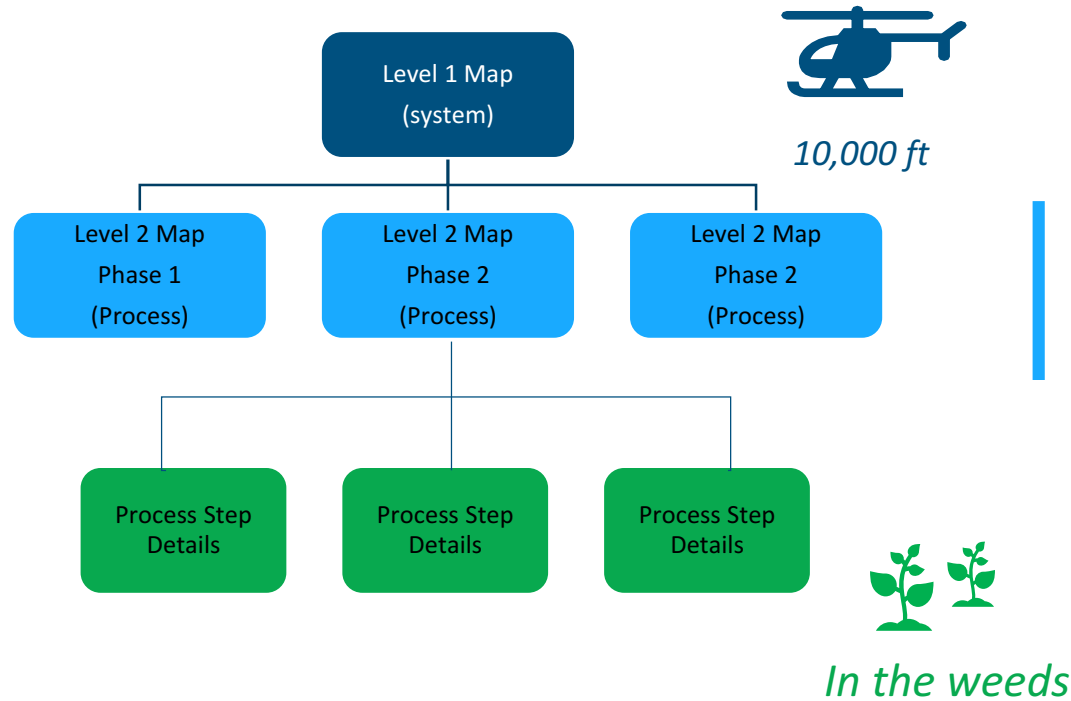 Level 1 Map
(system)
10,000 ft
Level 2 Map
Phase 1
(Process)
Level 2 Map
Phase 2
(Process)
Level 2 Map
Phase 2
(Process)
Process Step
Details
Process Step
Details
Process Step
Details
In the weeds